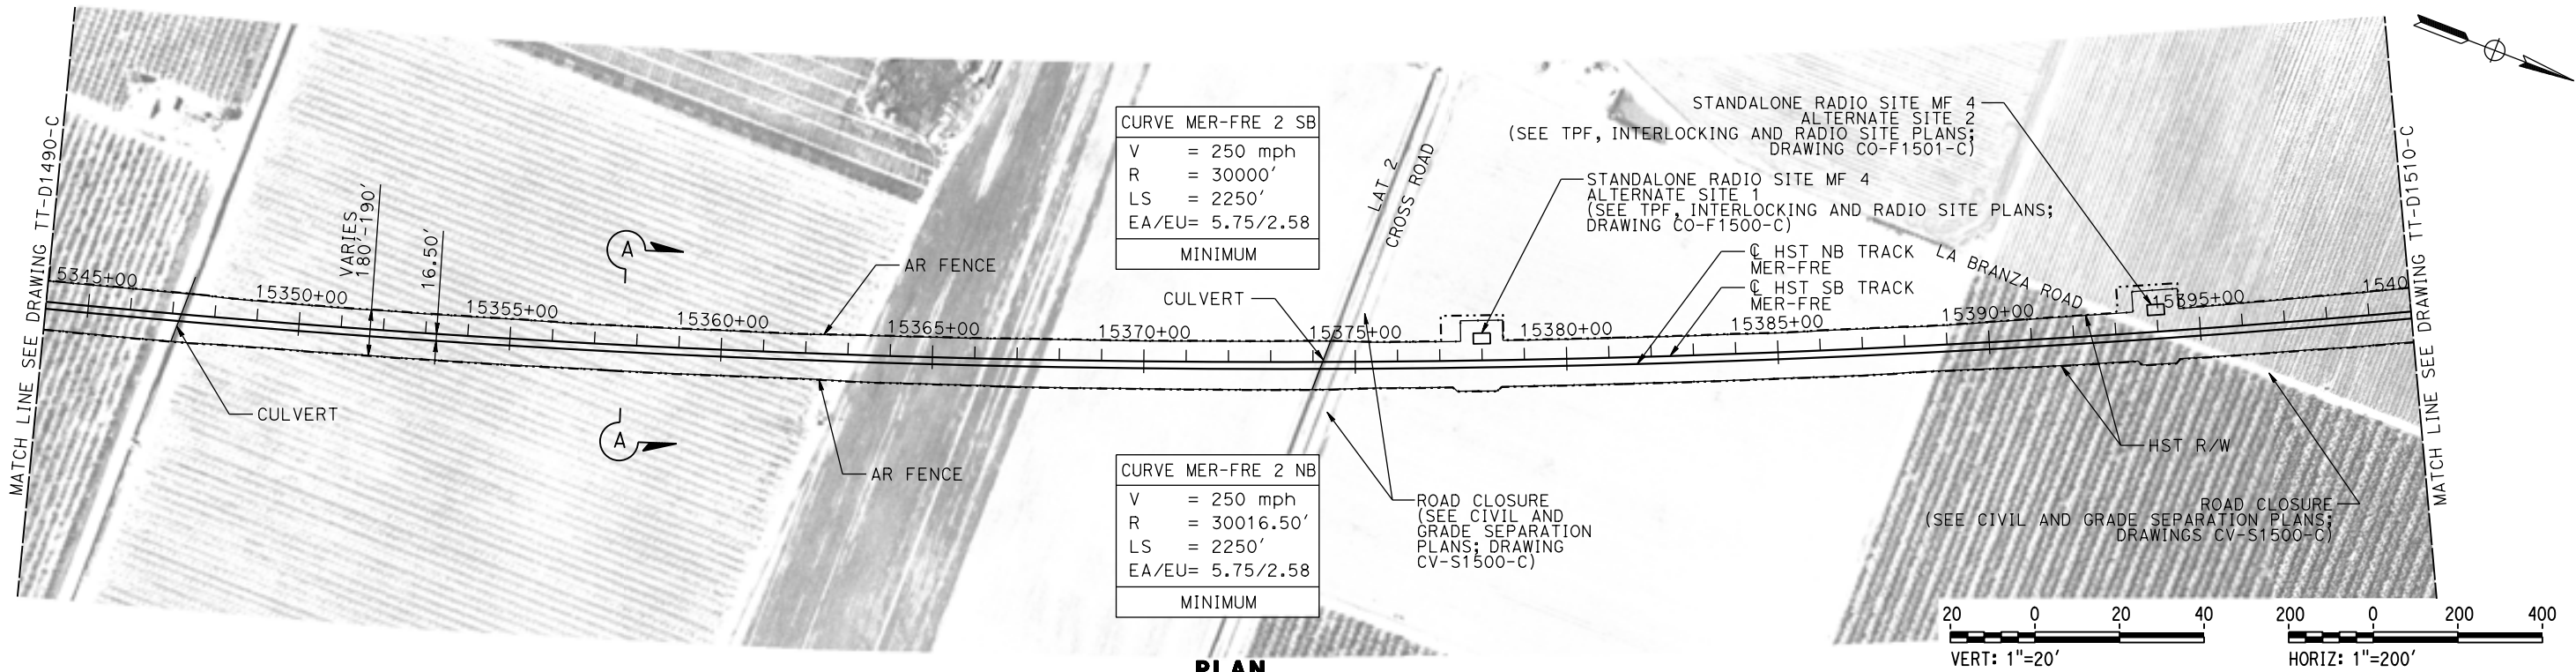 MATCH LINE SEE DRAWING TT-D1490-C
VARIES
180'-190'
16.50'
A
A
AR FENCE
AR FENCE
CULVERT
CURVE MER-FRE 2 SB
V = 250 mph
R = 30000'
LS = 2250'
EA/EU= 5.75/2.58
MINIMUM
CULVERT
LAT 2
CROSS ROAD
STANDALONE RADIO SITE MF 4
ALTERNATE SITE 2
(SEE TPF, INTERLOCKING AND RADIO SITE PLANS;
DRAWING CO-F1501-C)
STANDALONE RADIO SITE MF 4
ALTERNATE SITE 1
(SEE TPF, INTERLOCKING AND RADIO SITE PLANS;
DRAWING CO-F1500-C)
℄ HST NB TRACK
MER-FRE
℄ HST SB TRACK
MER-FRE
LA BRANZA ROAD
15345+00
15350+00
15355+00
15360+00
15365+00
15370+00
15375+00
15380+00
15385+00
15390+00
15395+00
1540
CURVE MER-FRE 2 NB
V = 250 mph
R = 30016.50'
LS = 2250'
EA/EU= 5.75/2.58
MINIMUM
ROAD CLOSURE
(SEE CIVIL AND
GRADE SEPARATION
PLANS; DRAWING
CV-S1500-C)
HST R/W
ROAD CLOSURE
(SEE CIVIL AND GRADE SEPARATION PLANS;
DRAWINGS CV-S1500-C)
MATCH LINE SEE DRAWING TT-D1510-C
20 0 20 40
VERT: 1"=20'
200 0 200 400
HORIZ: 1"=200'
PLAN